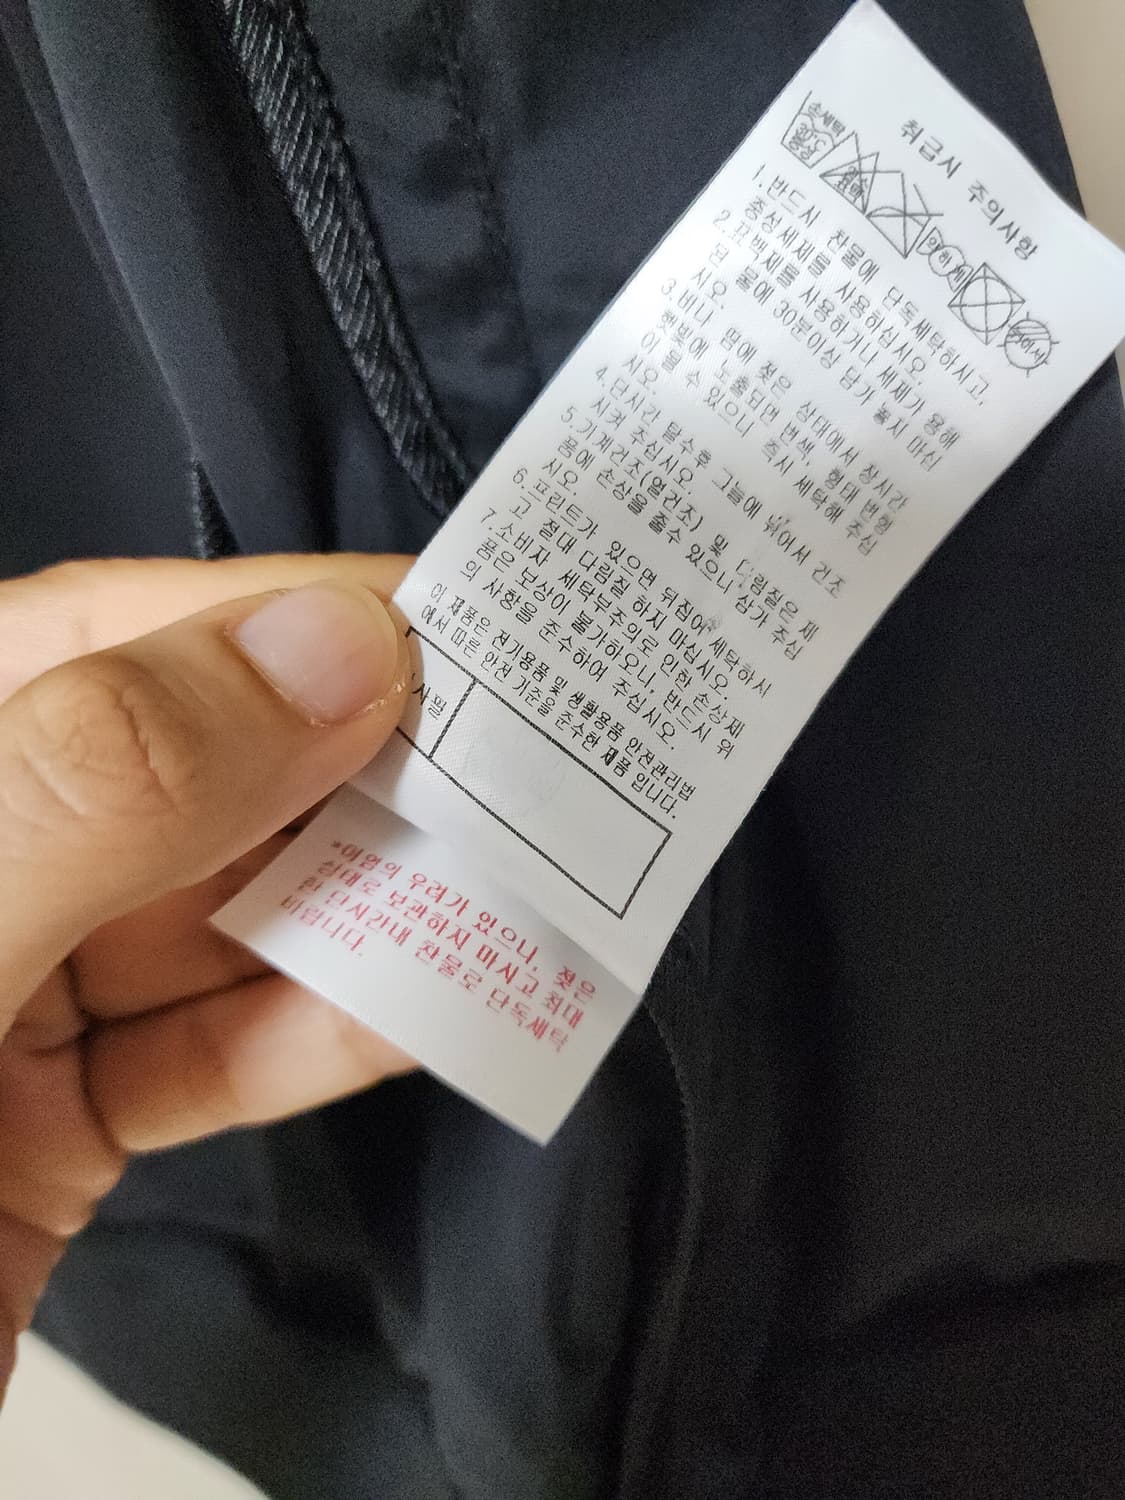 취급시 주의사항
손세탁
약 30℃
중성
염소
표백
약하게
1.반드시 찬물에 단독세탁하시고,
중성세제를 사용하십시오.
2.표백제를 사용하거나 세제가 용해
된 물에 30분이상 담가 놓지 마십
시오.
3.비나 땀에 젖은 상태에서 장시간
햇빛에 노출되면 변색, 형태 변형
이 될 수 있으니 즉시 세탁해 주십
시오.
4.단시간 탈수후 그늘에 뉘어서 건조
시켜 주십시오.
5.기계건조(열건조) 및 다림질은 제
품에 손상을 줄수 있으니 삼가 주십
시오.
6.프린트가 있으면 뒤집어 세탁하시
고 절대 다림질 하지 마십시오.
7.소비자 세탁부주의로 인한 손상제
품은 보상이 불가하오니, 반드시 위
의 사항을 준수하여 주십시오.
이 제품은 전기용품 및 생활용품 안전관리법
에서 따른 안전 기준을 준수한 제품 입니다.
*이염의 우려가 있으니, 젖은
상태로 보관하지 마시고 최대
한 단시간내 찬물로 단독세탁
바랍니다.